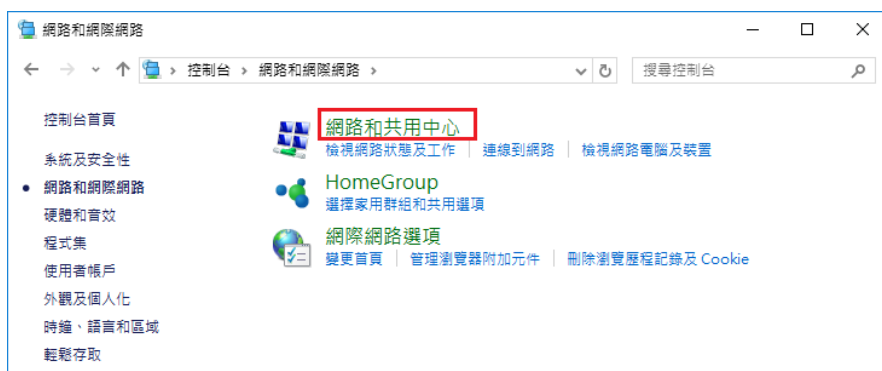 網路和網際網路
控制台 › 網路和網際網路 ›
搜尋控制台
控制台首頁
系統及安全性
網路和網際網路
硬體和音效
程式集
使用者帳戶
外觀及個人化
時鐘、語言和區域
輕鬆存取
網路和共用中心
檢視網路狀態及工作 | 連線到網路 | 檢視網路電腦及裝置
HomeGroup
選擇家用群組和共用選項
網際網路選項
變更首頁 | 管理瀏覽器附加元件 | 刪除瀏覽歷程記錄及 Cookie